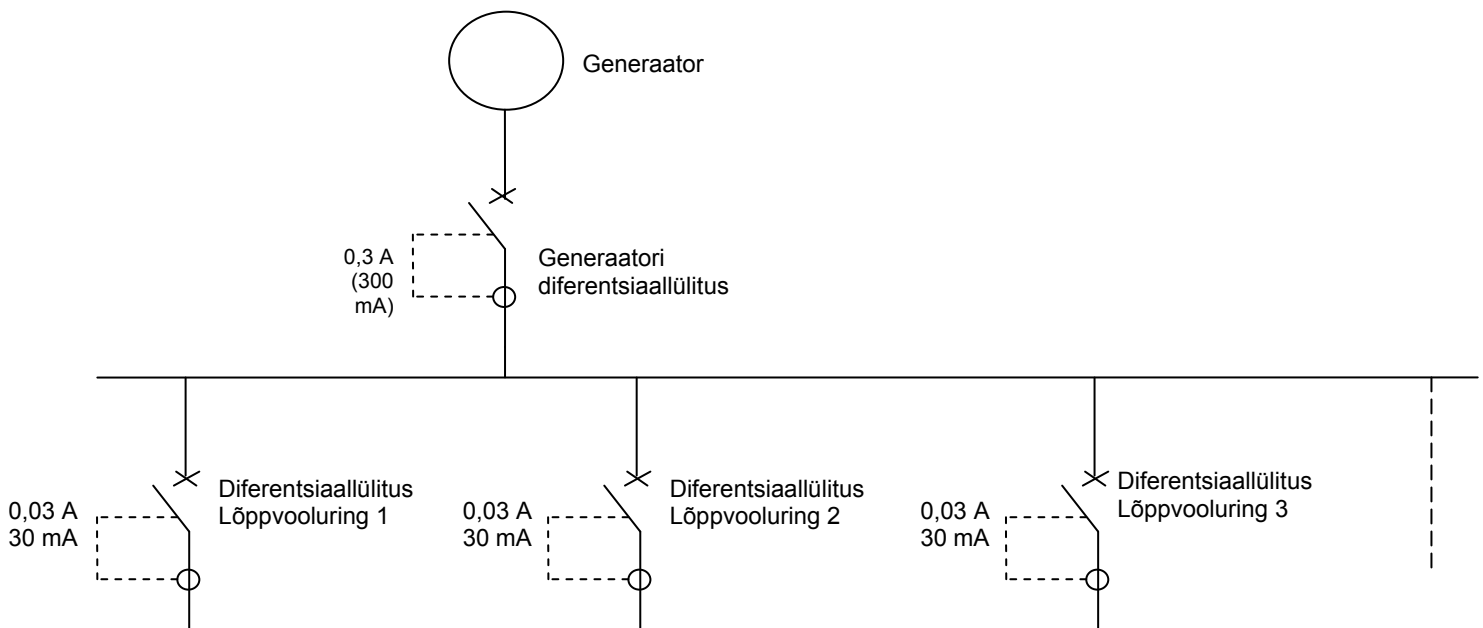 Generaator
0,3 A
(300
mA)
Generaatori
diferentsiaallülitus
0,03 A
30 mA
Diferentsiaallülitus
Lõppvooluring 1
0,03 A
30 mA
Diferentsiaallülitus
Lõppvooluring 2
0,03 A
30 mA
Diferentsiaallülitus
Lõppvooluring 3